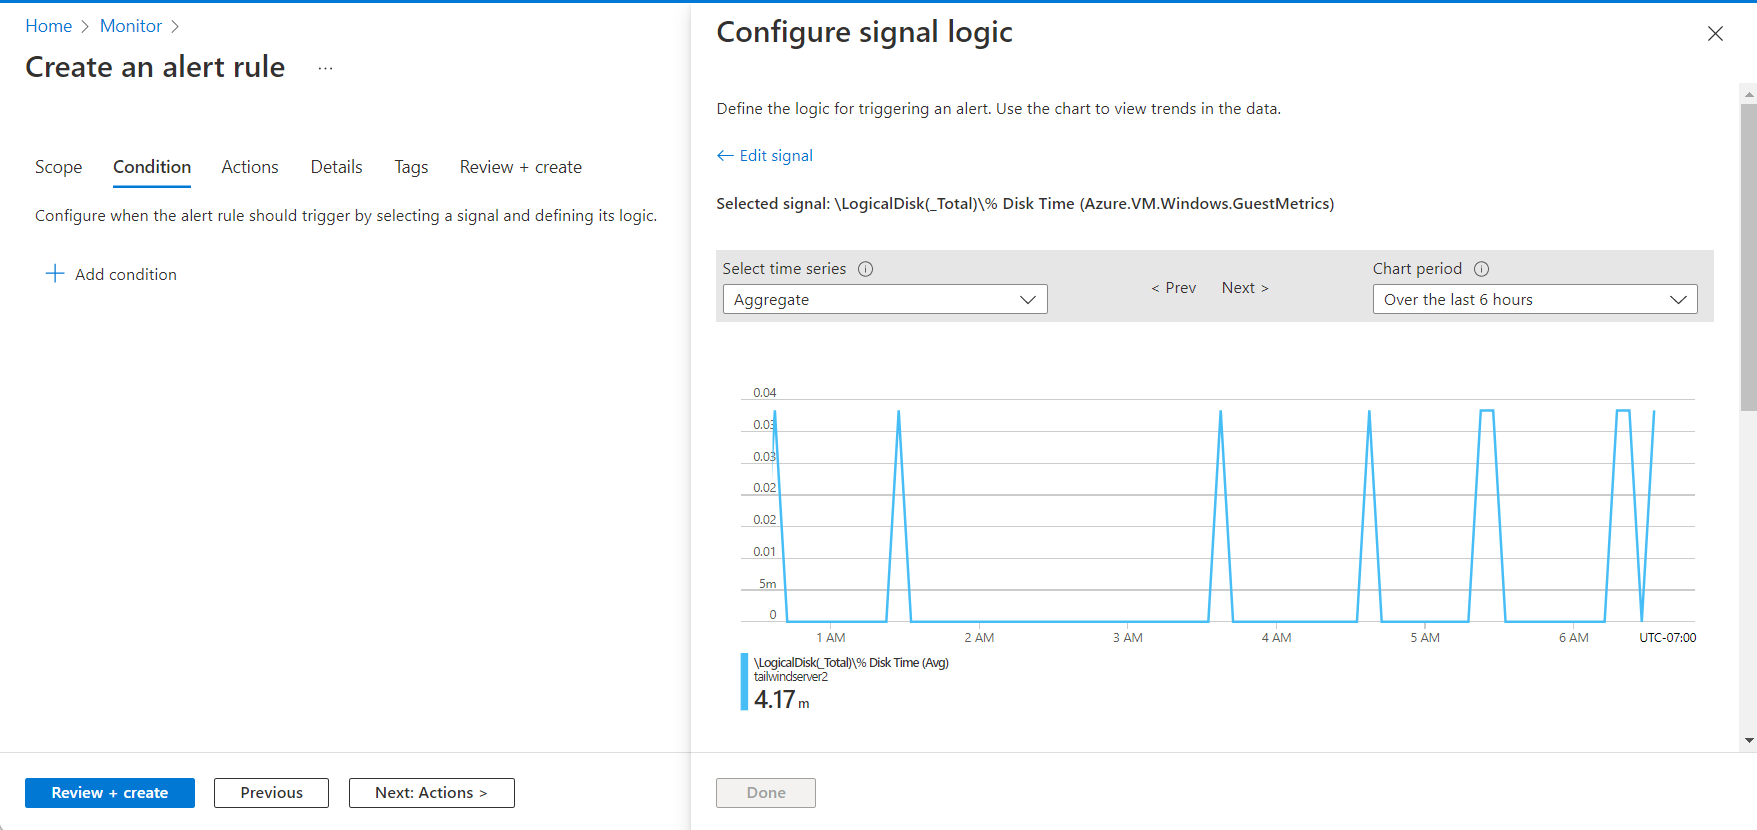 Home > Monitor >
Create an alert rule ...
Scope Condition Actions Details Tags Review + create
Configure when the alert rule should trigger by selecting a signal and defining its logic.
+ Add condition
Review + create Previous Next: Actions >
Configure signal logic
Define the logic for triggering an alert. Use the chart to view trends in the data.
← Edit signal
Selected signal: \LogicalDisk(_Total)\% Disk Time (Azure.VM.Windows.GuestMetrics)
Select time series
Aggregate
< Prev Next >
Chart period
Over the last 6 hours
0.04
0.03
0.03
0.02
0.02
0.01
5m
0
1 AM 2 AM 3 AM 4 AM 5 AM 6 AM UTC-07:00
\LogicalDisk(_Total)\% Disk Time (Avg)
tailwindserver2
4.17 m
Done